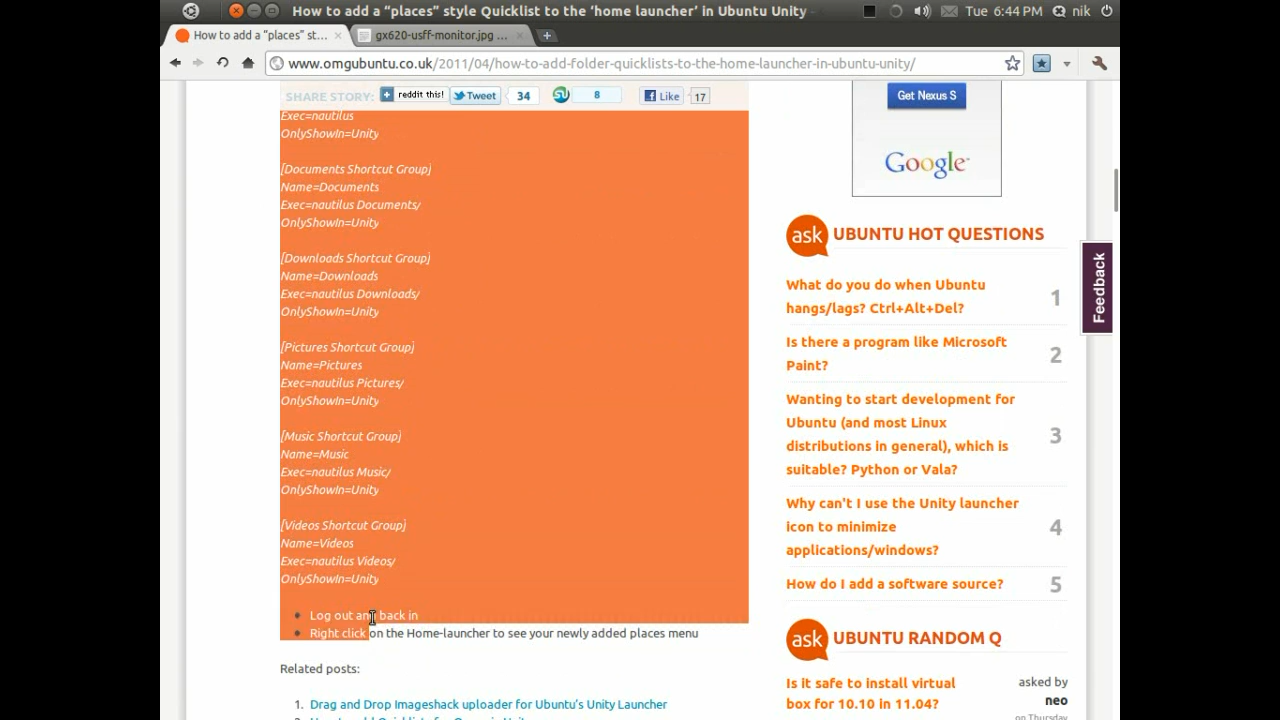 How to add a “places” style Quicklist to the ‘home launcher’ in Ubuntu Unity -
Tue 6:44 PM
nik
How to add a “places” st...
gx620-usff-monitor.jpg ...
www.omgubuntu.co.uk/2011/04/how-to-add-folder-quicklists-to-the-home-launcher-in-ubuntu-unity/
SHARE STORY:
reddit this!
Tweet
34
8
Like
17
Exec=nautilus
OnlyShowIn=Unity
[Documents Shortcut Group]
Name=Documents
Exec=nautilus Documents/
OnlyShowIn=Unity
[Downloads Shortcut Group]
Name=Downloads
Exec=nautilus Downloads/
OnlyShowIn=Unity
[Pictures Shortcut Group]
Name=Pictures
Exec=nautilus Pictures/
OnlyShowIn=Unity
[Music Shortcut Group]
Name=Music
Exec=nautilus Music/
OnlyShowIn=Unity
[Videos Shortcut Group]
Name=Videos
Exec=nautilus Videos/
OnlyShowIn=Unity
Log out and back in
Right click on the Home-launcher to see your newly added places menu
Related posts:
1. Drag and Drop Imageshack uploader for Ubuntu's Unity Launcher
Get Nexus S
Google
ask UBUNTU HOT QUESTIONS
What do you do when Ubuntu
hangs/lags? Ctrl+Alt+Del?
1
Is there a program like Microsoft
Paint?
2
Wanting to start development for
Ubuntu (and most Linux
distributions in general), which is
suitable? Python or Vala?
3
Why can't I use the Unity launcher
icon to minimize
applications/windows?
4
How do I add a software source?
5
ask UBUNTU RANDOM Q
Is it safe to install virtual
box for 10.10 in 11.04?
asked by
neo
on Thursday
Feedback